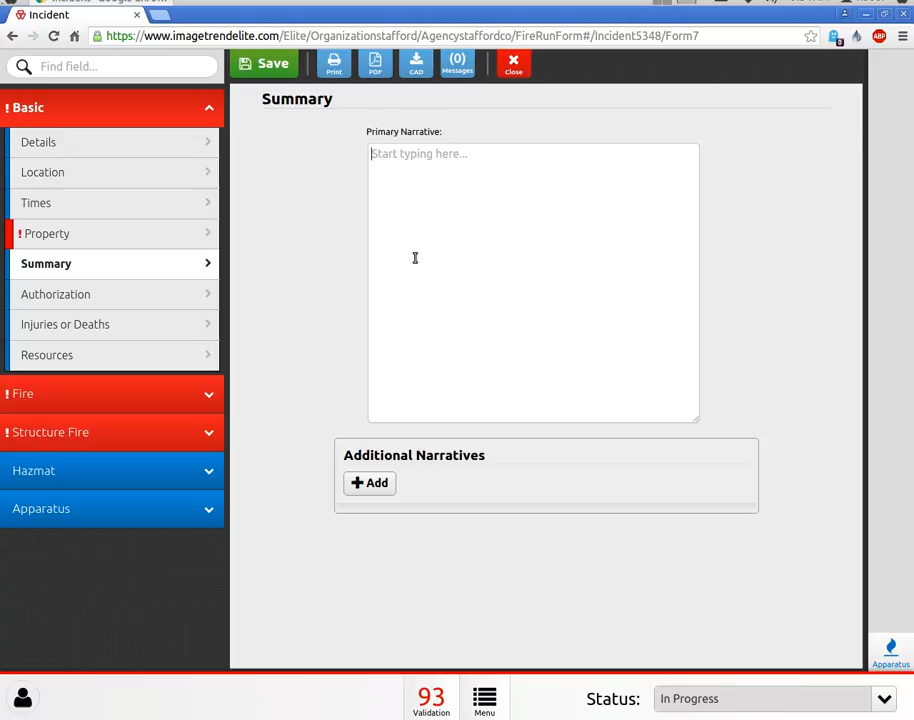 Incident
https://www.imagetrendelite.com/Elite/Organizationstafford/Agencystaffordco/FireRunForm#/Incident5348/Form7
0
ABP
Find field...
Save
Print
PDF
CAD
(0)
Messages
Close
! Basic
Details
Location
Times
! Property
Summary
Authorization
Injuries or Deaths
Resources
! Fire
! Structure Fire
Hazmat
Apparatus
Summary
Primary Narrative:
Start typing here...
Additional Narratives
+ Add
Apparatus
93
Validation
Menu
Status:
In Progress